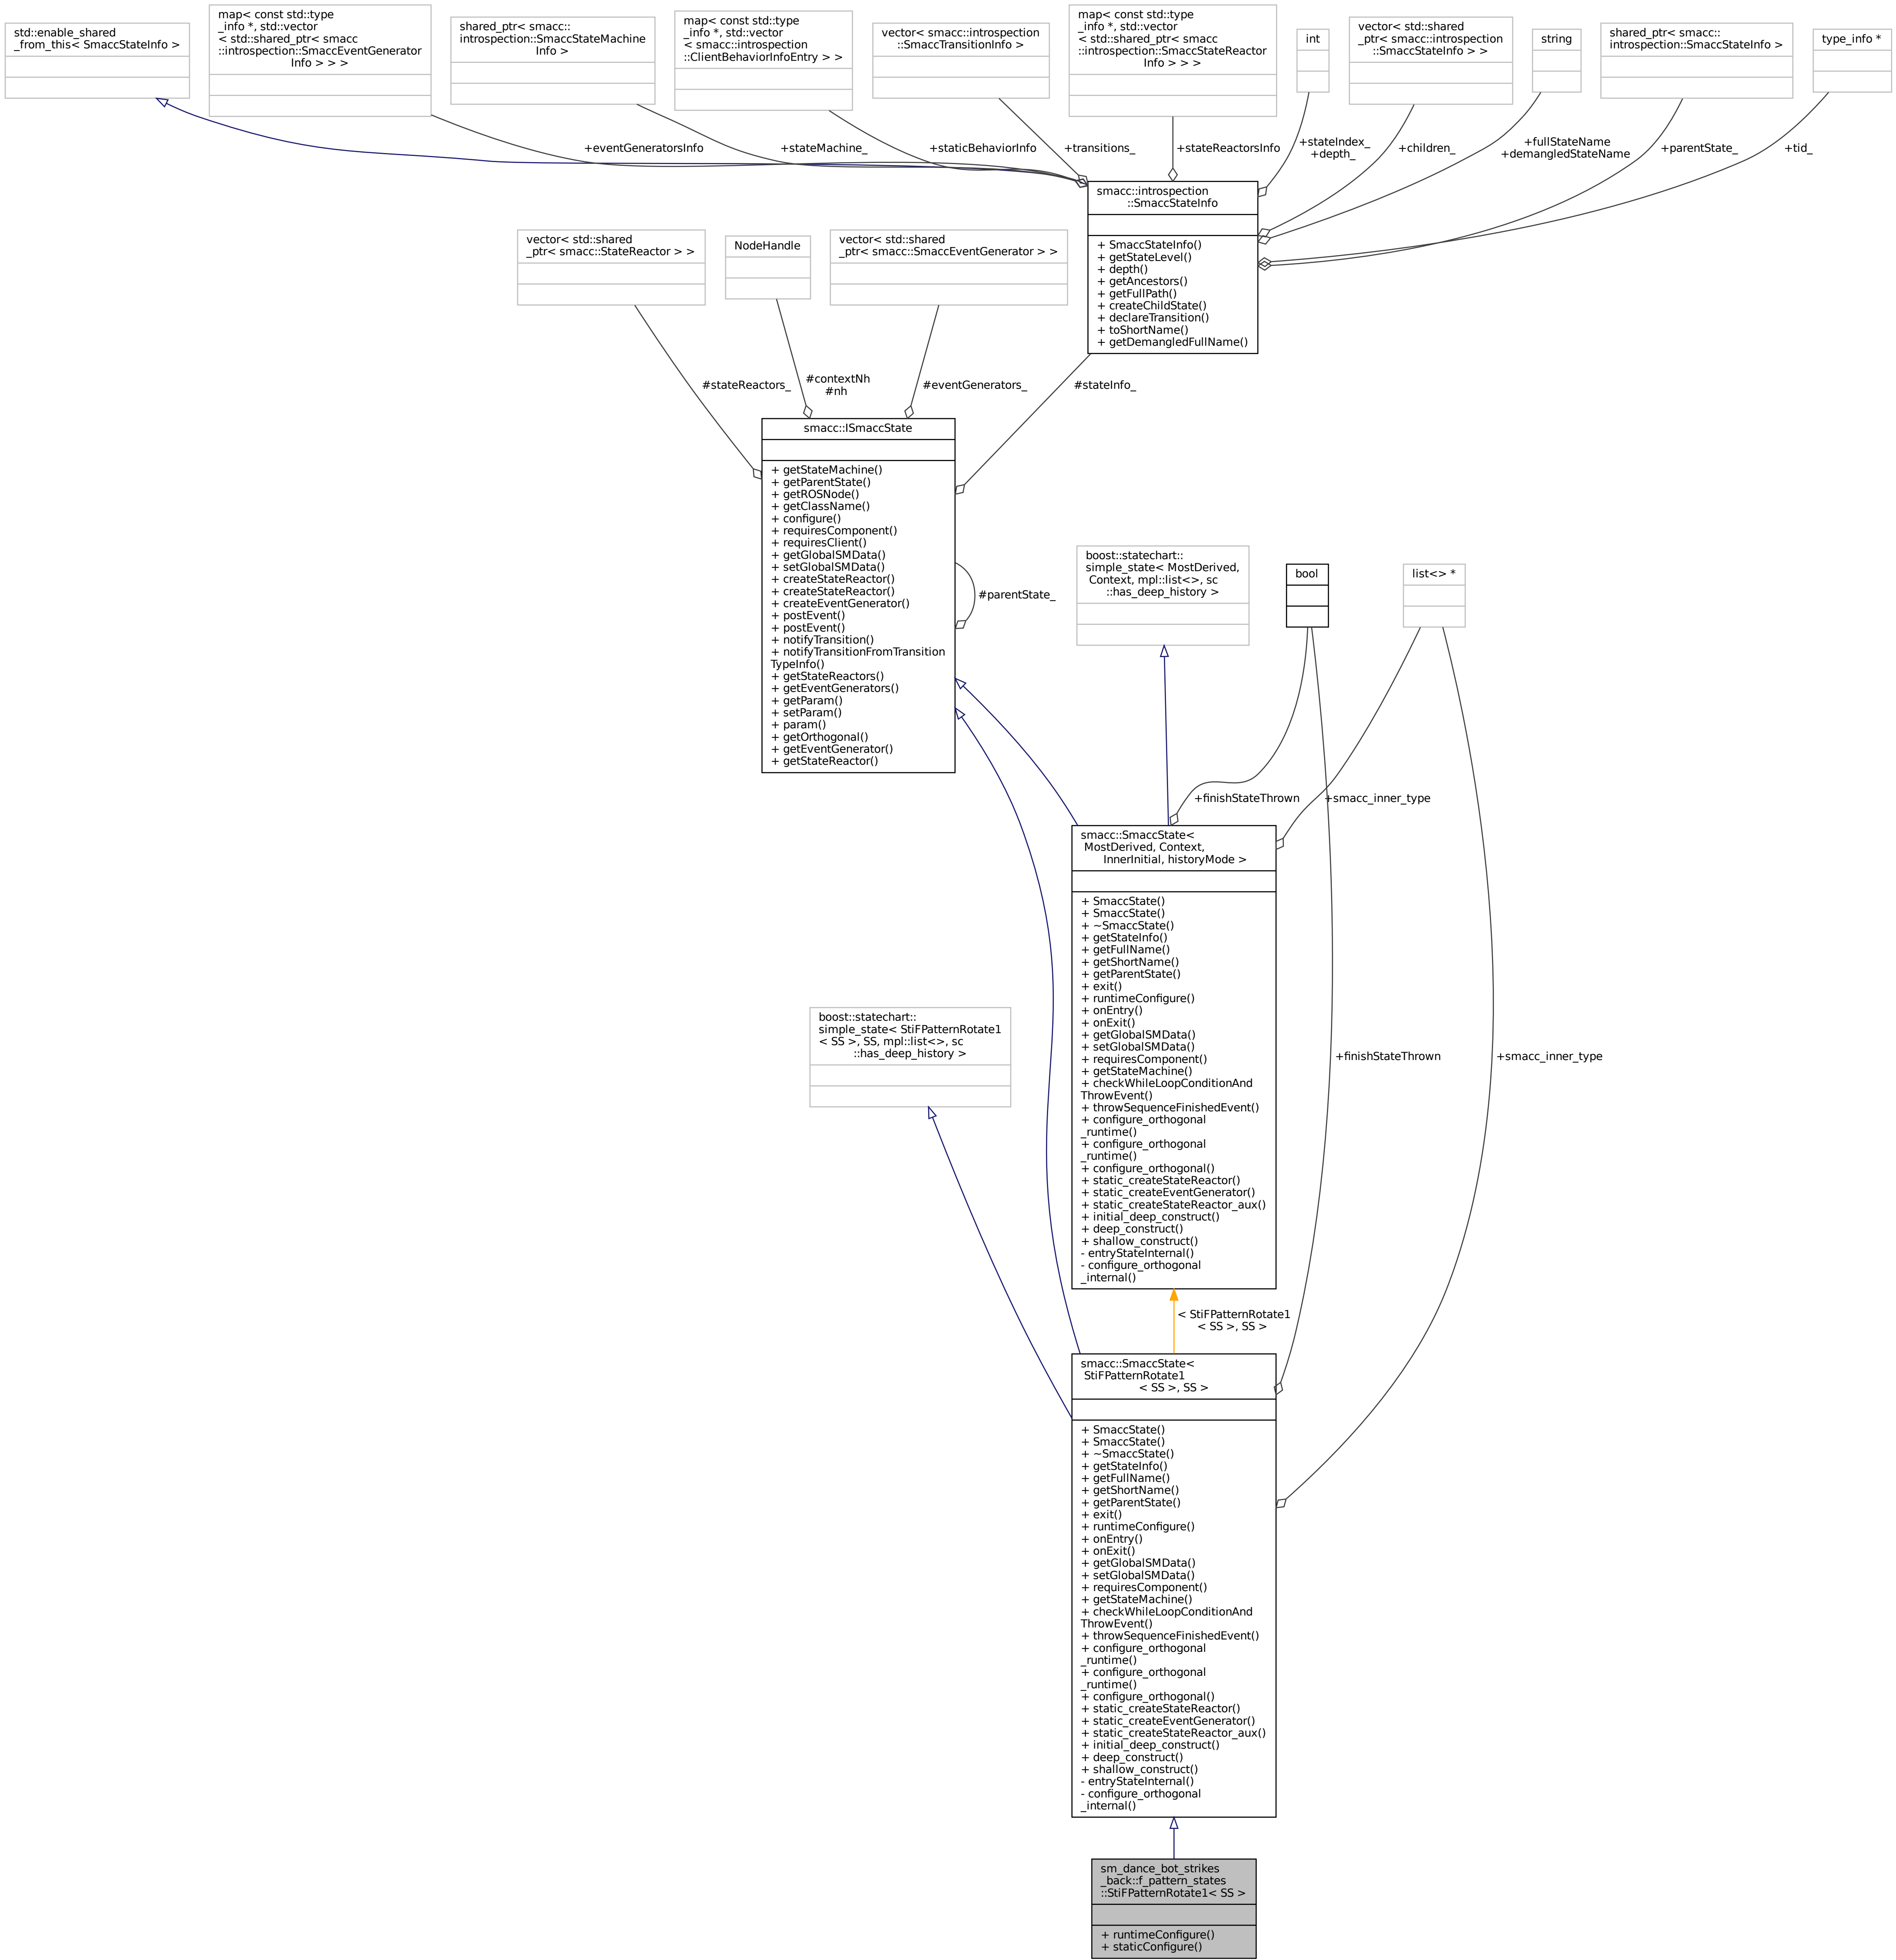 std::enable_shared
_from_this< SmaccStateInfo >
map< const std::type
_info *, std::vector
< std::shared_ptr< smacc
::introspection::SmaccEventGenerator
Info > > >
shared_ptr< smacc::
introspection::SmaccStateMachine
Info >
map< const std::type
_info *, std::vector
< smacc::introspection
::ClientBehaviorInfoEntry > >
vector< smacc::introspection
::SmaccTransitionInfo >
map< const std::type
_info *, std::vector
< std::shared_ptr< smacc
::introspection::SmaccStateReactor
Info > > >
int
vector< std::shared
_ptr< smacc::introspection
::SmaccStateInfo > >
string
shared_ptr< smacc::
introspection::SmaccStateInfo >
type_info *
+eventGeneratorsInfo
+stateMachine_
+staticBehaviorInfo
+transitions_
+stateReactorsInfo
+stateIndex_
+depth_
+children_
+fullStateName
+demangledStateName
+parentState_
+tid_
smacc::introspection
::SmaccStateInfo
+ SmaccStateInfo()
+ getStateLevel()
+ depth()
+ getAncestors()
+ getFullPath()
+ createChildState()
+ declareTransition()
+ toShortName()
+ getDemangledFullName()
vector< std::shared
_ptr< smacc::StateReactor > >
NodeHandle
vector< std::shared
_ptr< smacc::SmaccEventGenerator > >
#stateReactors_
#contextNh
#nh
#eventGenerators_
#stateInfo_
smacc::ISmaccState
+ getStateMachine()
+ getParentState()
+ getROSNode()
+ getClassName()
+ configure()
+ requiresComponent()
+ requiresClient()
+ getGlobalSMData()
+ setGlobalSMData()
+ createStateReactor()
+ createStateReactor()
+ createEventGenerator()
+ postEvent()
+ postEvent()
+ notifyTransition()
+ notifyTransitionFromTransition
TypeInfo()
+ getStateReactors()
+ getEventGenerators()
+ getParam()
+ setParam()
+ param()
+ getOrthogonal()
+ getEventGenerator()
+ getStateReactor()
#parentState_
boost::statechart::
simple_state< MostDerived,
Context, mpl::list<>, sc
::has_deep_history >
bool
list<> *
+finishStateThrown
+smacc_inner_type
smacc::SmaccState<
MostDerived, Context,
InnerInitial, historyMode >
+ SmaccState()
+ SmaccState()
+ ~SmaccState()
+ getStateInfo()
+ getFullName()
+ getShortName()
+ getParentState()
+ exit()
+ runtimeConfigure()
+ onEntry()
+ onExit()
+ getGlobalSMData()
+ setGlobalSMData()
+ requiresComponent()
+ getStateMachine()
+ checkWhileLoopConditionAnd
ThrowEvent()
+ throwSequenceFinishedEvent()
+ configure_orthogonal
_runtime()
+ configure_orthogonal
_runtime()
+ configure_orthogonal()
+ static_createStateReactor()
+ static_createEventGenerator()
+ static_createStateReactor_aux()
+ initial_deep_construct()
+ deep_construct()
+ shallow_construct()
- entryStateInternal()
- configure_orthogonal
_internal()
boost::statechart::
simple_state< StiFPatternRotate1
< SS >, SS, mpl::list<>, sc
::has_deep_history >
+finishStateThrown
+smacc_inner_type
< StiFPatternRotate1
< SS >, SS >
smacc::SmaccState<
StiFPatternRotate1
< SS >, SS >
+ SmaccState()
+ SmaccState()
+ ~SmaccState()
+ getStateInfo()
+ getFullName()
+ getShortName()
+ getParentState()
+ exit()
+ runtimeConfigure()
+ onEntry()
+ onExit()
+ getGlobalSMData()
+ setGlobalSMData()
+ requiresComponent()
+ getStateMachine()
+ checkWhileLoopConditionAnd
ThrowEvent()
+ throwSequenceFinishedEvent()
+ configure_orthogonal
_runtime()
+ configure_orthogonal
_runtime()
+ configure_orthogonal()
+ static_createStateReactor()
+ static_createEventGenerator()
+ static_createStateReactor_aux()
+ initial_deep_construct()
+ deep_construct()
+ shallow_construct()
- entryStateInternal()
- configure_orthogonal
_internal()
sm_dance_bot_strikes
_back::f_pattern_states
::StiFPatternRotate1< SS >
+ runtimeConfigure()
+ staticConfigure()